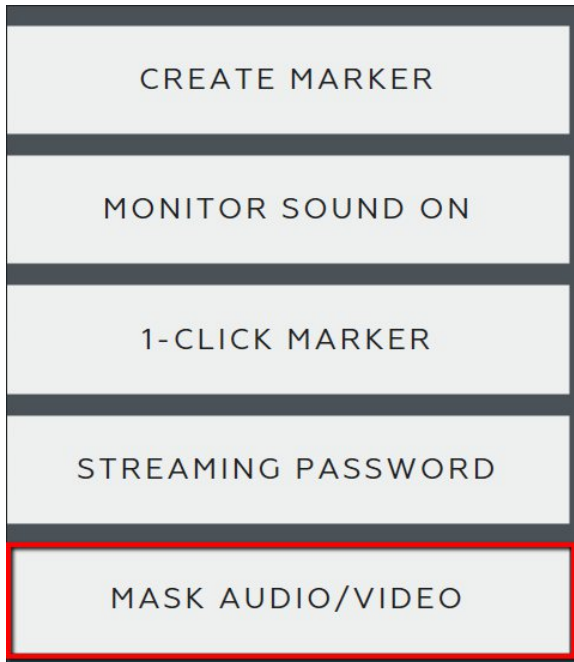 CREATE MARKER
MONITOR SOUND ON
1-CLICK MARKER
STREAMING PASSWORD
MASK AUDIO/VIDEO